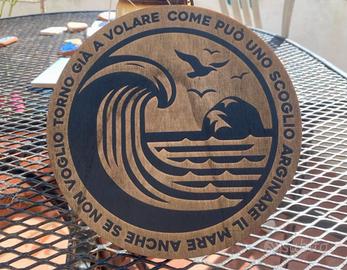 COME PUÒ UNO SCOGLIO ARGINARE IL MARE ANCHE SE NON VOGLIO TORNO GIÀ A VOLARE